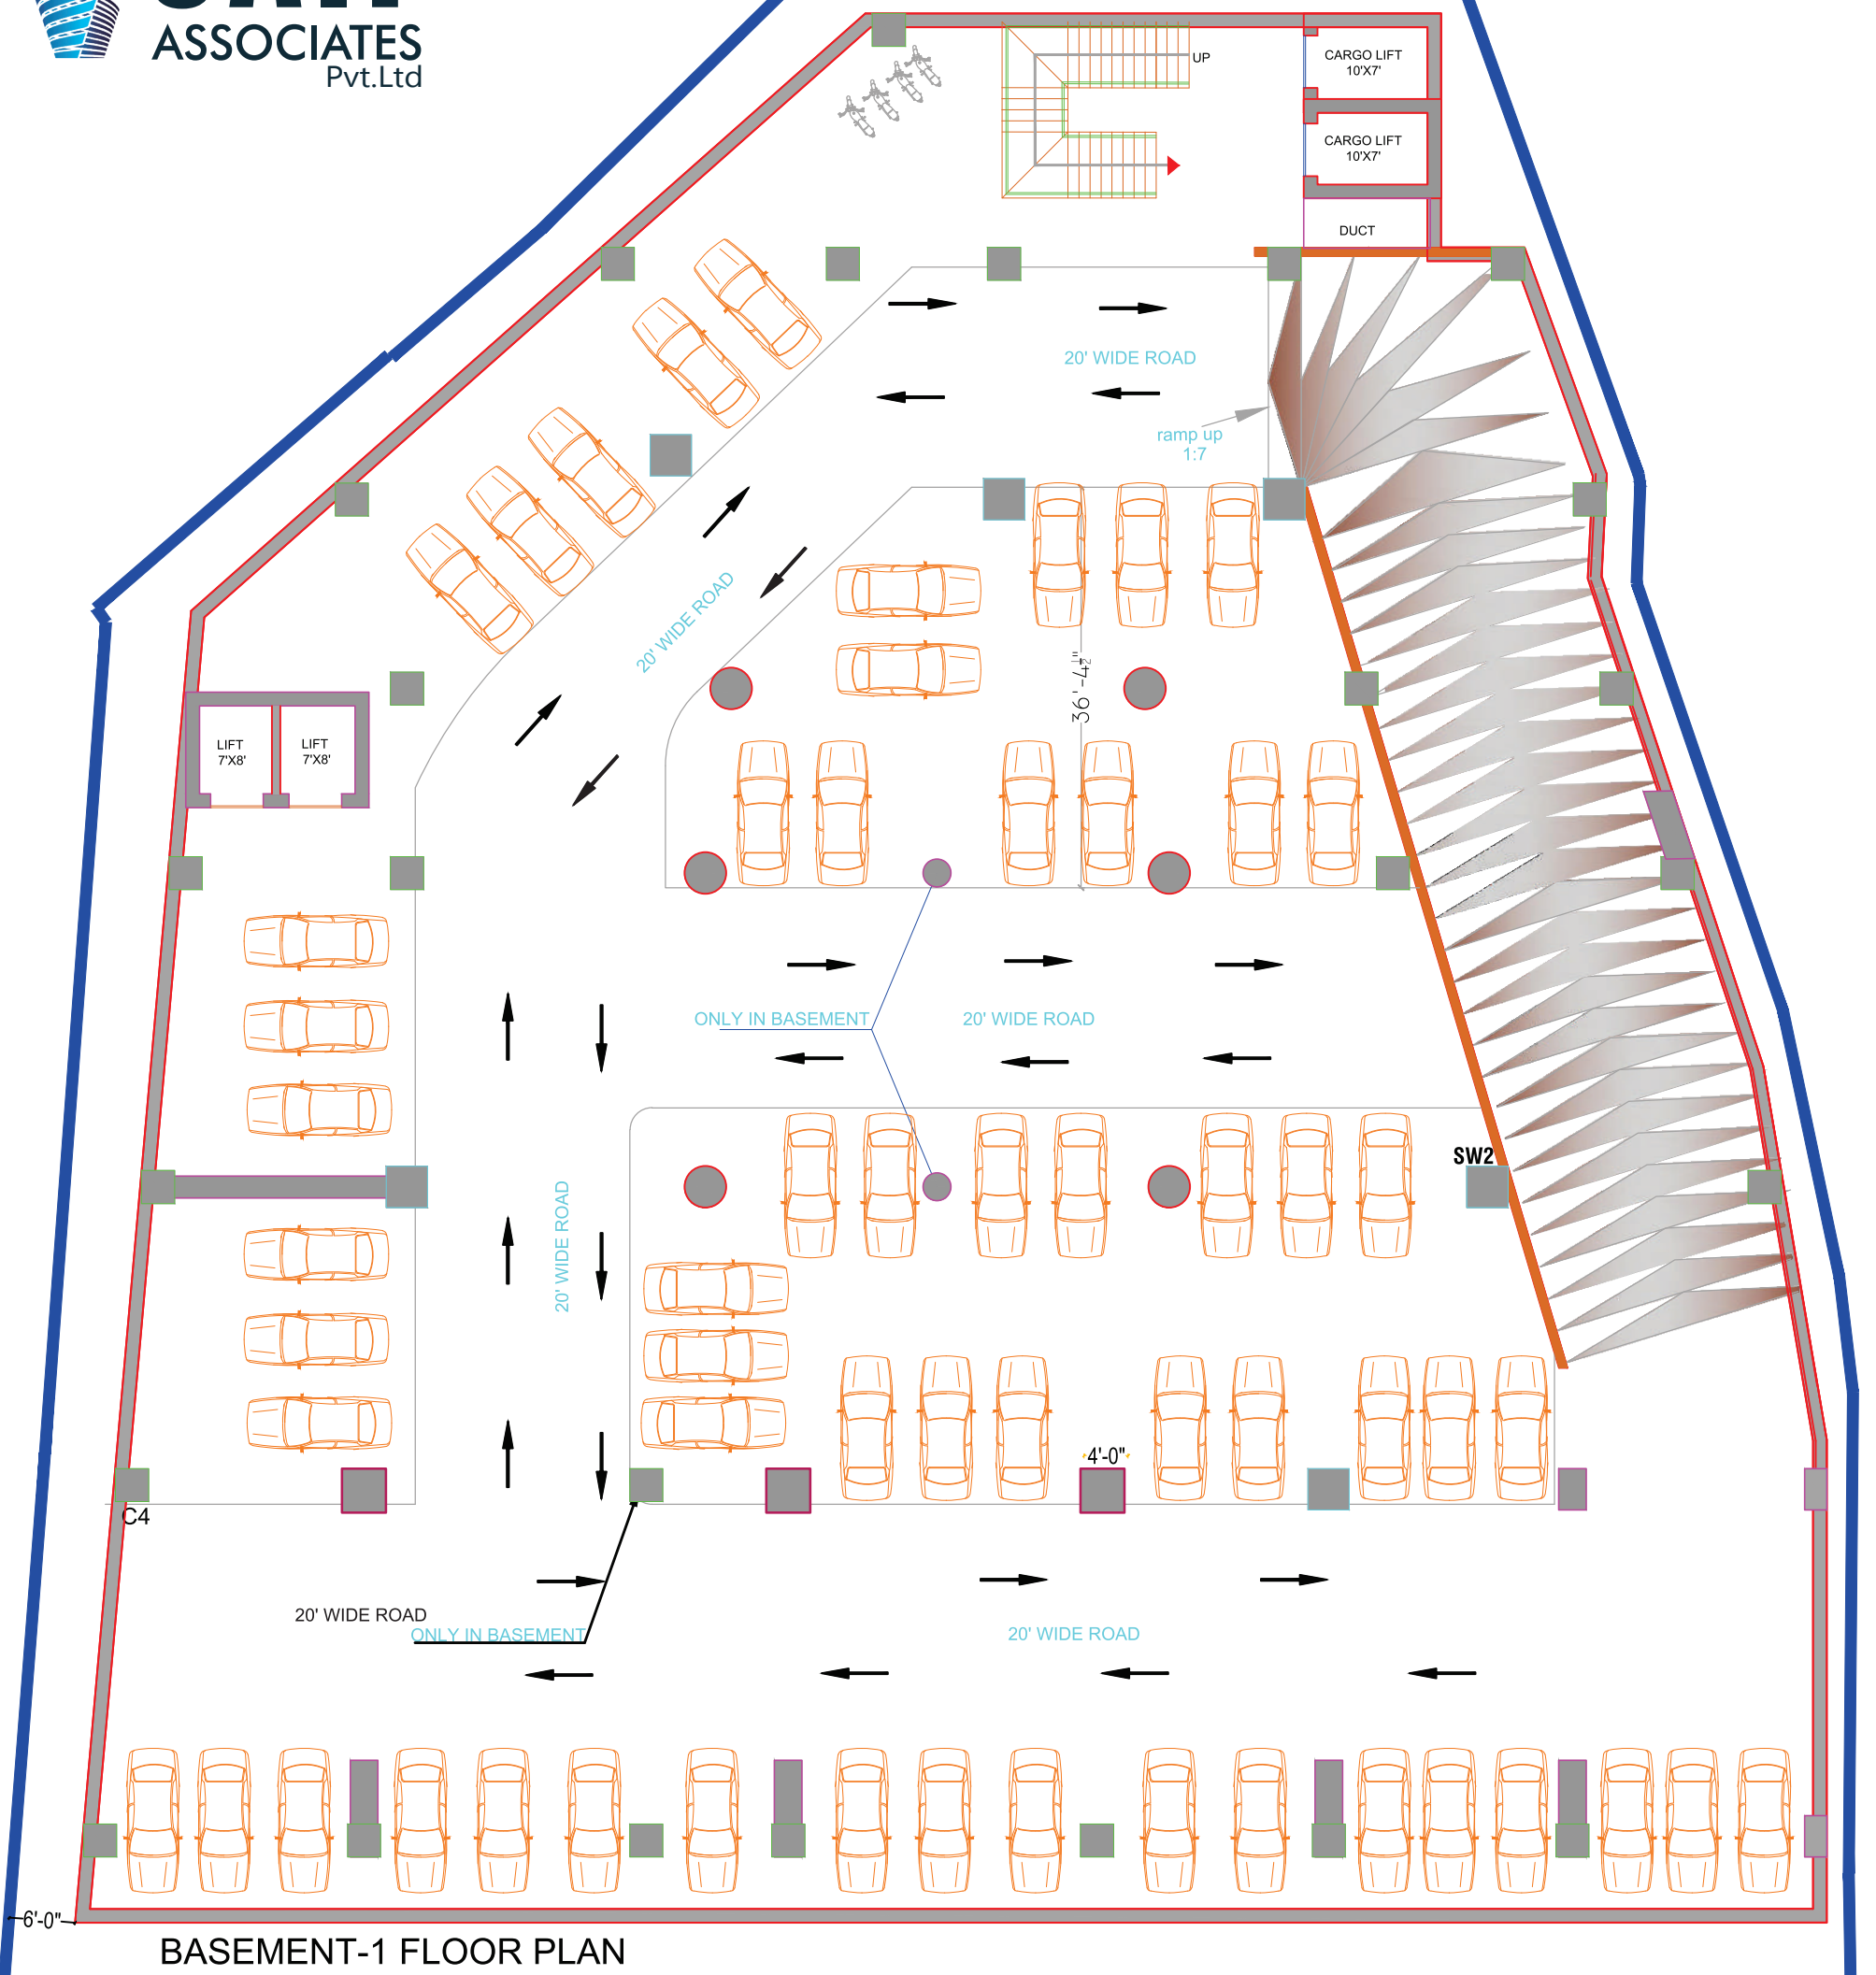 ASSOCIATES
Pvt.Ltd
UP
CARGO LIFT
10'X7'
CARGO LIFT
10'X7'
DUCT
20' WIDE ROAD
ramp up
1:7
20' WIDE ROAD
36'-4½"
LIFT
7'X8'
LIFT
7'X8'
ONLY IN BASEMENT
20' WIDE ROAD
SW2
20' WIDE ROAD
4'-0"
C4
20' WIDE ROAD
ONLY IN BASEMENT
20' WIDE ROAD
6'-0"
BASEMENT-1 FLOOR PLAN